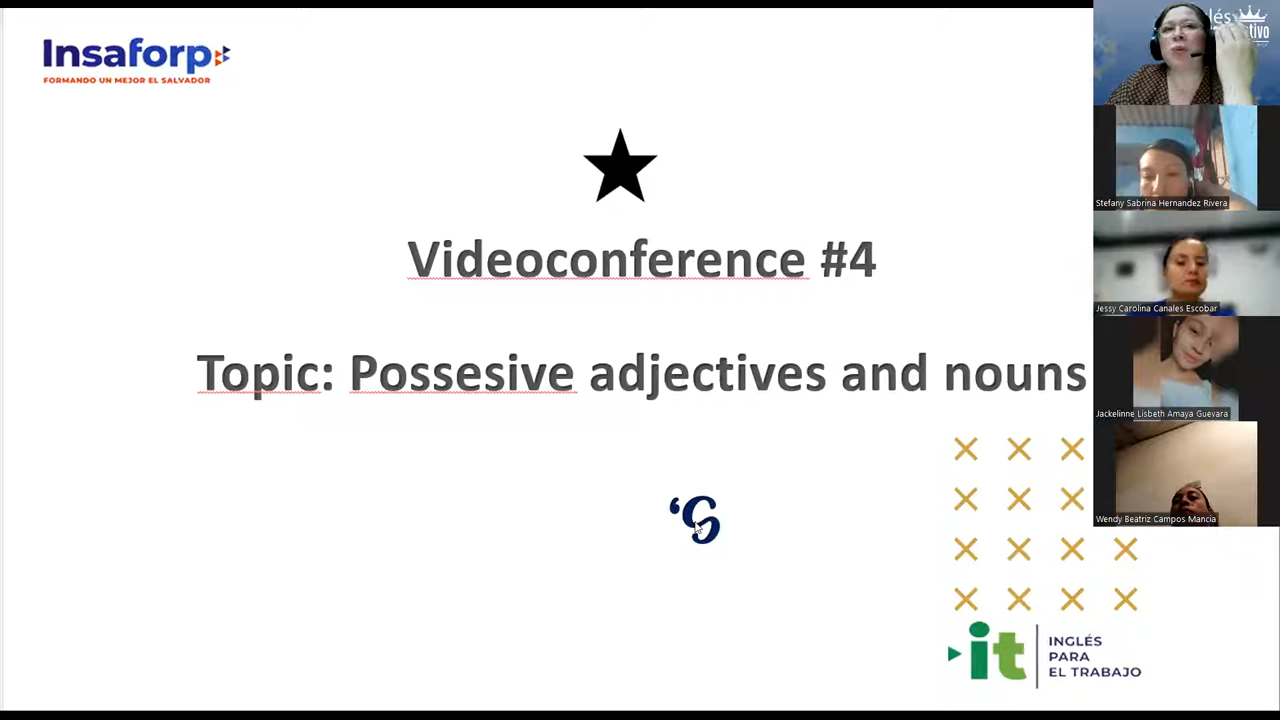 Insaforp
FORMANDO UN MEJOR EL SALVADOR
Videoconference #4
Topic: Possesive adjectives and nouns
‘S
it
INGLÉS
PARA
EL TRABAJO
Stefany Sabrina Hernandez Rivera
Jessy Carolina Canales Escobar
Jackelinne Lisbeth Amaya Guevara
Wendy Beatriz Campos Mancia